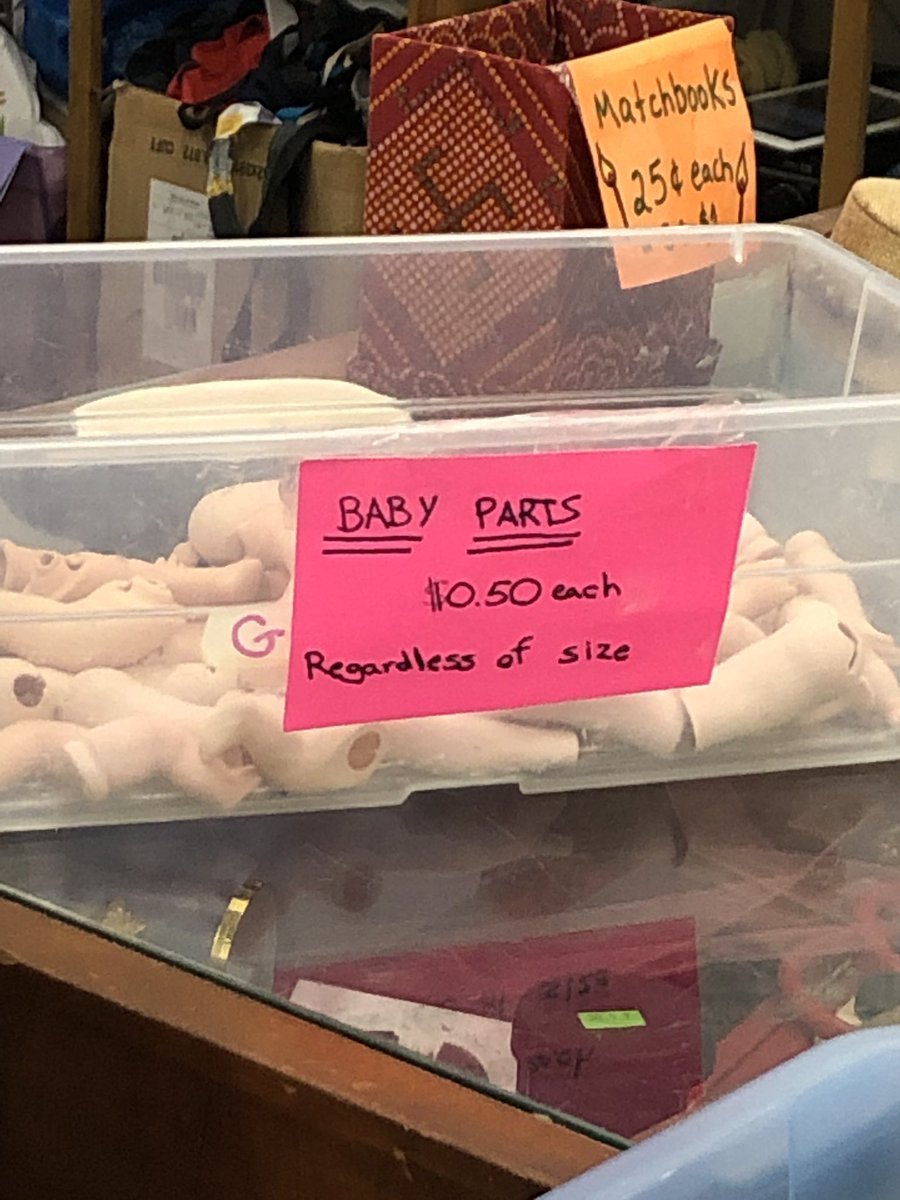 Matchbooks
25¢ each
BABY PARTS
$0.50 each
Regardless of size
G